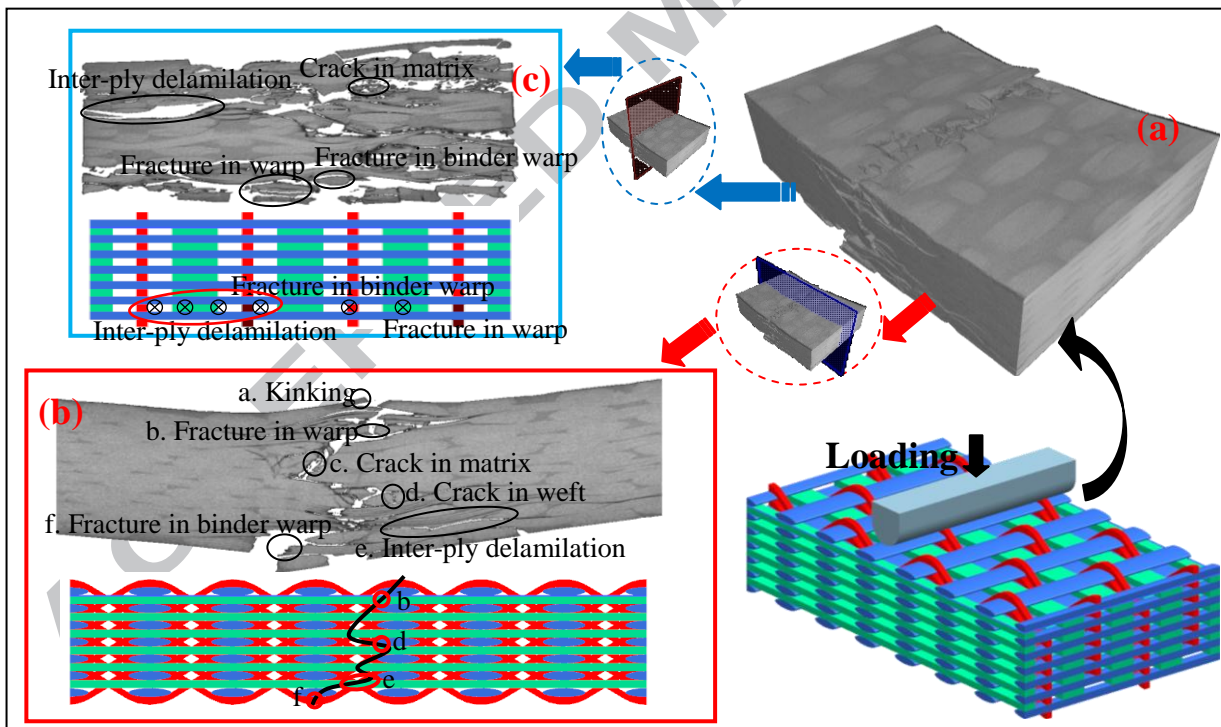 ACCEPTED MA
Inter-ply delamilation
Crack in matrix
(c)
Fracture in warp
Fracture in binder warp
Fracture in binder warp
Inter-ply delamilation
Fracture in warp
(a)
(b)
a. Kinking
b. Fracture in warp
c. Crack in matrix
d. Crack in weft
f. Fracture in binder warp
e. Inter-ply delamilation
b
d
e
f
Loading